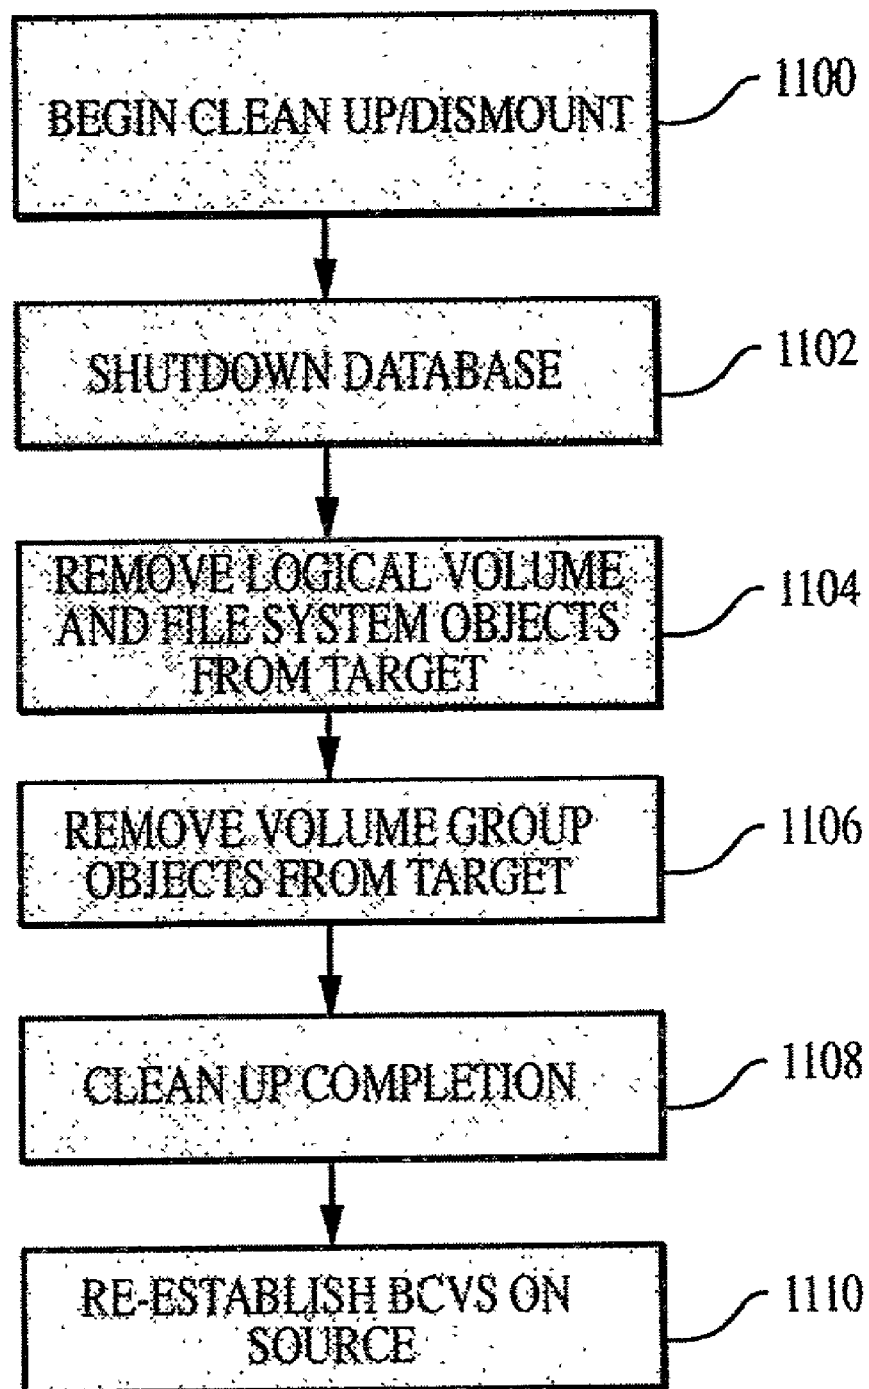 BEGIN CLEAN UP/DISMOUNT
1100
SHUTDOWN DATABASE
1102
REMOVE LOGICAL VOLUME
AND FILE SYSTEM OBJECTS
FROM TARGET
1104
REMOVE VOLUME GROUP
OBJECTS FROM TARGET
1106
CLEAN UP COMPLETION
1108
RE-ESTABLISH BCVS ON
SOURCE
1110